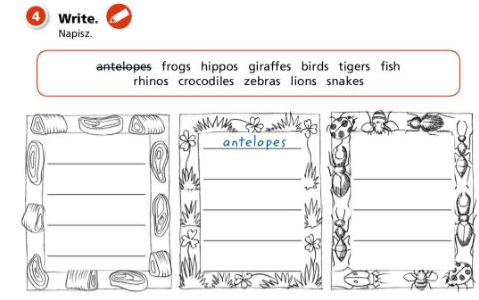 4 Write.
Napisz.
antelopes frogs hippos giraffes birds tigers fish
rhinos crocodiles zebras lions snakes
antelopes